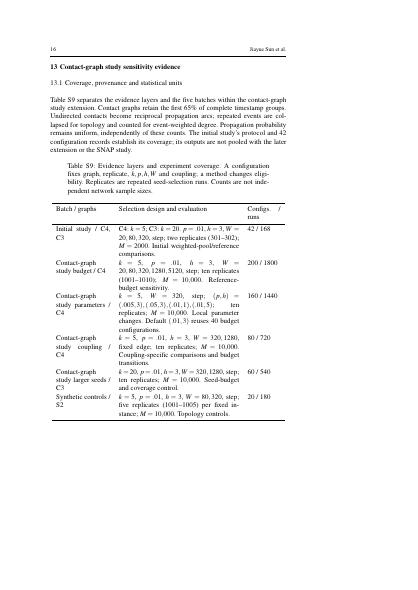 16
Jiayue Sun et al.
13 Contact-graph study sensitivity evidence
13.1 Coverage, provenance and statistical units
Table S9 separates the evidence layers and the five batches within the contact-graph
study extension. Contact graphs retain the first 65% of complete timestamp groups.
Undirected contacts become reciprocal propagation arcs; repeated events are col-
lapsed for topology and counted for event-weighted degree. Propagation probability
remains uniform, independently of these counts. The initial study's protocol and 42
configuration records establish its coverage; its outputs are not pooled with the later
extension or the SNAP study.
Table S9: Evidence layers and experiment coverage. A configuration
fixes graph, replicate, k, p, h, W and coupling; a method changes eligi-
bility. Replicates are repeated seed-selection runs. Counts are not inde-
pendent network sample sizes.
Batch / graphs
Selection design and evaluation
Configs. /
runs
Initial study / C4,
C3
C4: k = 5, C3: k = 20. p = .01, h = 3, W =
20,80,320, step; two replicates (301–302);
M = 2000. Initial weighted-pool/reference
comparisons.
42 / 168
Contact-graph
study budget / C4
k = 5, p = .01, h = 3, W =
20,80,320,1280,5120, step; ten replicates
(1001–1010); M = 10,000. Reference-
budget sensitivity.
200 / 1800
Contact-graph
study parameters /
C4
k = 5, W = 320, step; (p,h) =
(.005,3),(.05,3),(.01,1),(.01,5); ten
replicates; M = 10,000. Local parameter
changes. Default (.01,3) reuses 40 budget
configurations.
160 / 1440
Contact-graph
study coupling /
C4
k = 5, p = .01, h = 3, W = 320,1280,
fixed edge; ten replicates; M = 10,000.
Coupling-specific comparisons and budget
transitions.
80 / 720
Contact-graph
study larger seeds /
C3
k = 20, p = .01, h = 3, W = 320,1280, step;
ten replicates; M = 10,000. Seed-budget
and coverage control.
60 / 540
Synthetic controls /
S2
k = 5, p = .01, h = 3, W = 80,320, step;
five replicates (1001–1005) per fixed in-
stance; M = 10,000. Topology controls.
20 / 180